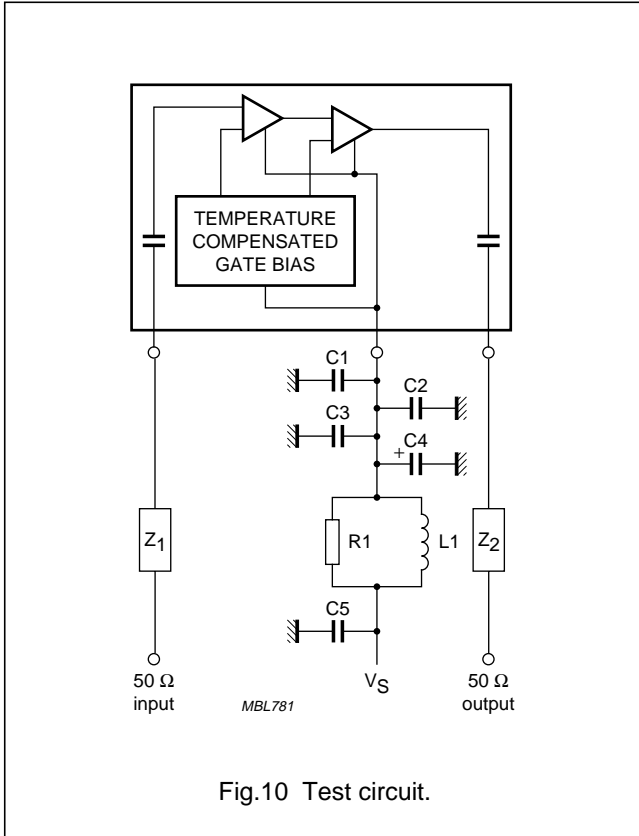 TEMPERATURE
COMPENSATED
GATE BIAS
C1
C2
C3
+ C4
Z1
R1
L1
Z2
C5
50 Ω
input
MBL781
VS
50 Ω
output
Fig.10 Test circuit.